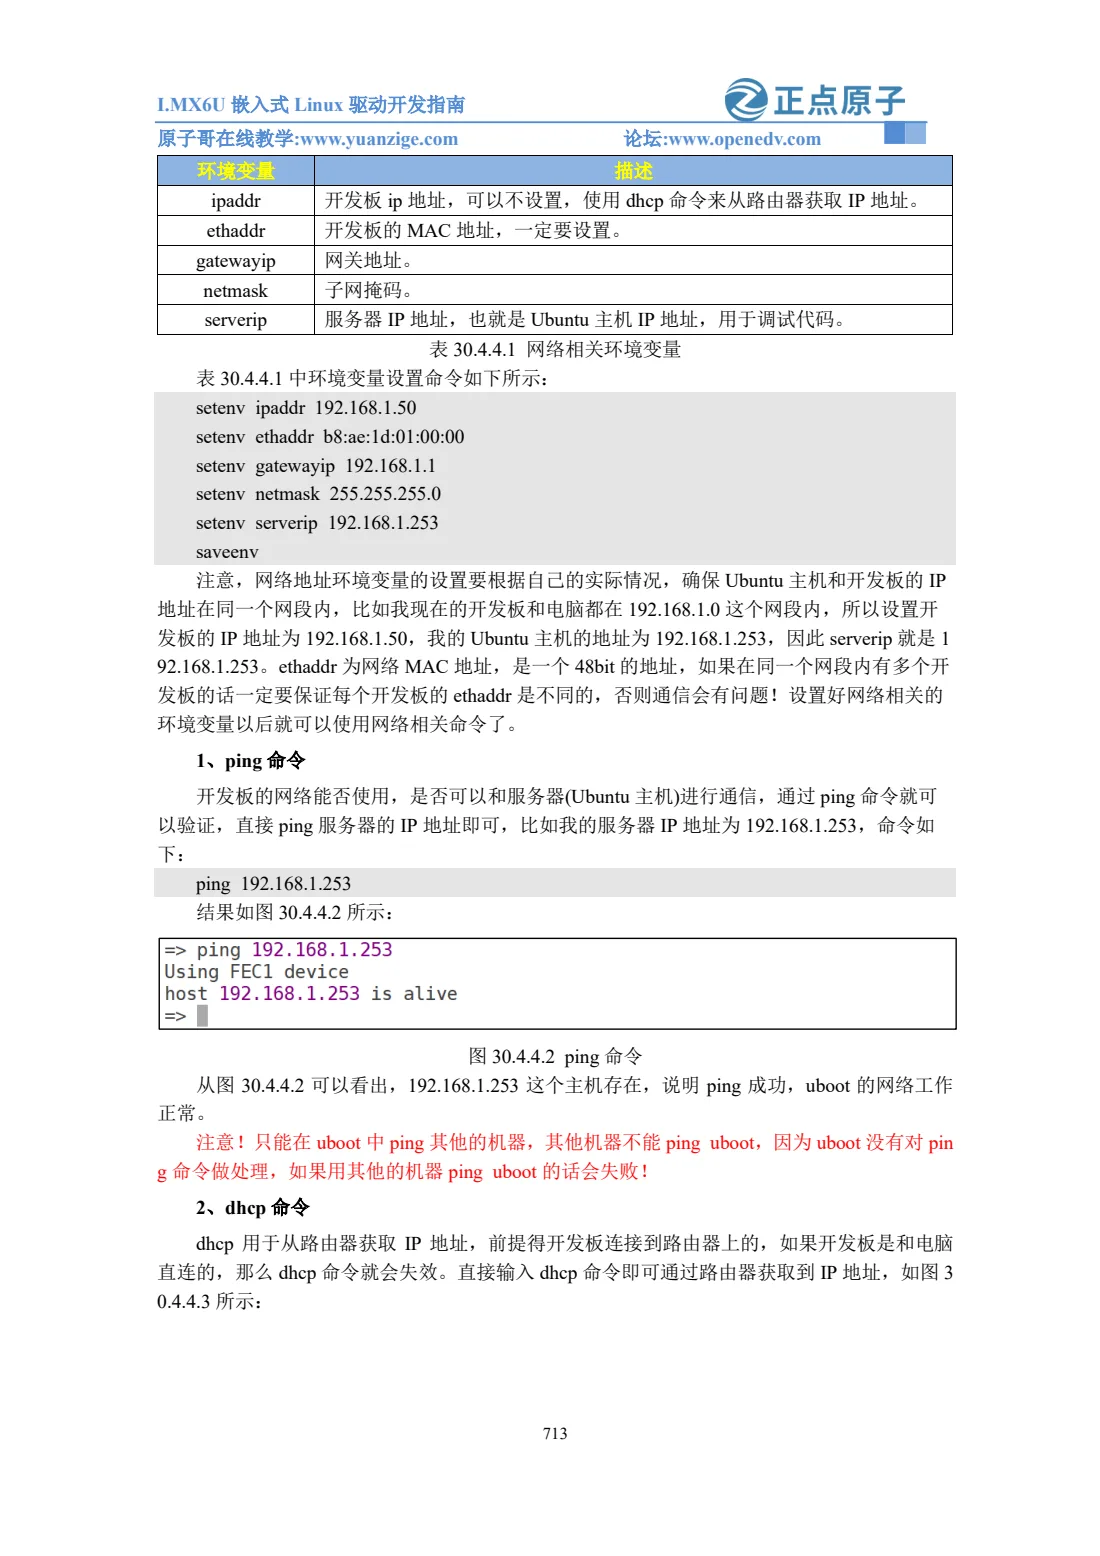 I.MX6U 嵌入式 Linux 驱动开发指南
正点原子
原子哥在线教学:www.yuanzige.com 论坛:www.openedv.com
环境变量 描述
ipaddr 开发板 ip 地址，可以不设置，使用 dhcp 命令来从路由器获取 IP 地址。
ethaddr 开发板的 MAC 地址，一定要设置。
gatewayip 网关地址。
netmask 子网掩码。
serverip 服务器 IP 地址，也就是 Ubuntu 主机 IP 地址，用于调试代码。
表 30.4.4.1 网络相关环境变量
表 30.4.4.1 中环境变量设置命令如下所示：
setenv ipaddr 192.168.1.50
setenv ethaddr b8:ae:1d:01:00:00
setenv gatewayip 192.168.1.1
setenv netmask 255.255.255.0
setenv serverip 192.168.1.253
saveenv
注意，网络地址环境变量的设置要根据自己的实际情况，确保 Ubuntu 主机和开发板的 IP
地址在同一个网段内，比如我现在的开发板和电脑都在 192.168.1.0 这个网段内，所以设置开
发板的 IP 地址为 192.168.1.50，我的 Ubuntu 主机的地址为 192.168.1.253，因此 serverip 就是 1
92.168.1.253。ethaddr 为网络 MAC 地址，是一个 48bit 的地址，如果在同一个网段内有多个开
发板的话一定要保证每个开发板的 ethaddr 是不同的，否则通信会有问题！设置好网络相关的
环境变量以后就可以使用网络相关命令了。
1、ping 命令
开发板的网络能否使用，是否可以和服务器(Ubuntu 主机)进行通信，通过 ping 命令就可
以验证，直接 ping 服务器的 IP 地址即可，比如我的服务器 IP 地址为 192.168.1.253，命令如
下：
ping 192.168.1.253
结果如图 30.4.4.2 所示：
=> ping 192.168.1.253
Using FEC1 device
host 192.168.1.253 is alive
=>
图 30.4.4.2 ping 命令
从图 30.4.4.2 可以看出，192.168.1.253 这个主机存在，说明 ping 成功，uboot 的网络工作
正常。
注意！只能在 uboot 中 ping 其他的机器，其他机器不能 ping uboot，因为 uboot 没有对 pin
g 命令做处理，如果用其他的机器 ping uboot 的话会失败！
2、dhcp 命令
dhcp 用于从路由器获取 IP 地址，前提得开发板连接到路由器上的，如果开发板是和电脑
直连的，那么 dhcp 命令就会失效。直接输入 dhcp 命令即可通过路由器获取到 IP 地址，如图 3
0.4.4.3 所示：
713